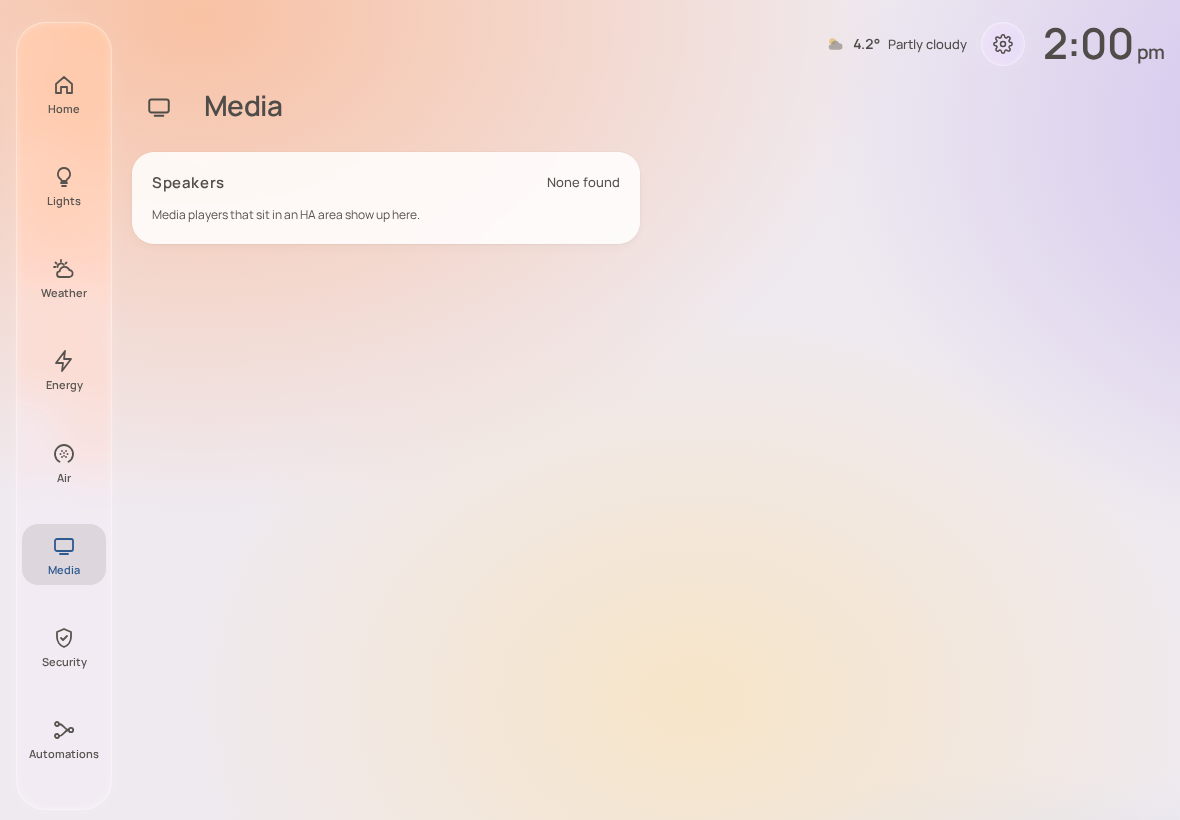 4.2° Partly cloudy
2:00 pm
Home
Lights
Weather
Energy
Air
Media
Security
Automations
Media
Speakers
None found
Media players that sit in an HA area show up here.